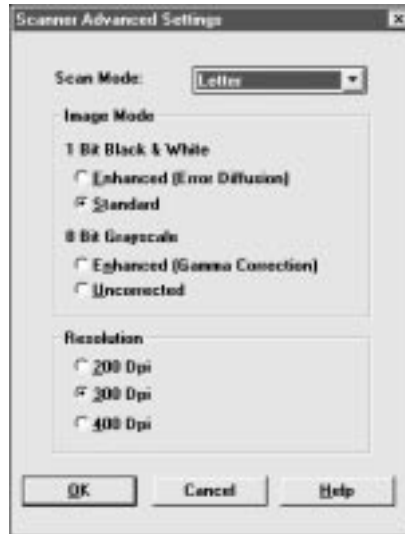 Scanner Advanced Settings
Scan Mode: Letter
Image Mode
1 Bit Black & White
Enhanced (Error Diffusion)
Standard
8 Bit Grayscale
Enhanced (Gamma Correction)
Uncorrected
Resolution
200 Dpi
300 Dpi
400 Dpi
OK Cancel Help